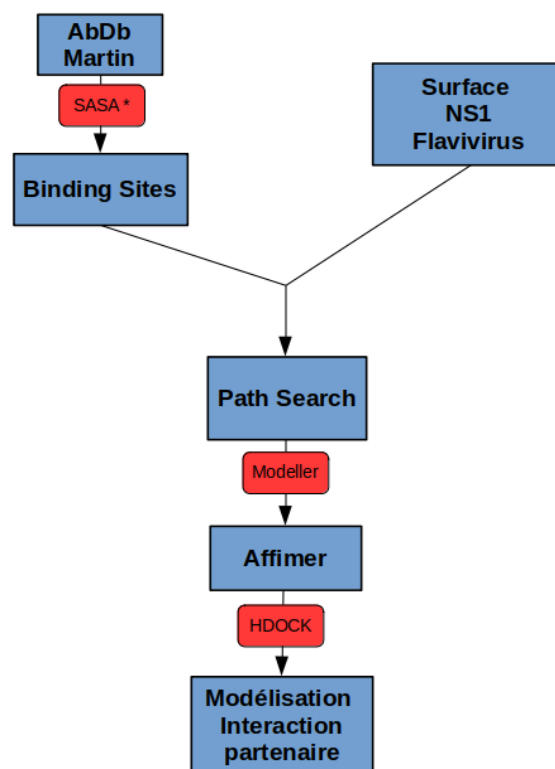 AbDb
Martin
SASA *
Binding Sites
Surface
NS1
Flavivirus
Path Search
Modeller
Affimer
HDOCK
Modélisation
Interaction
partenaire